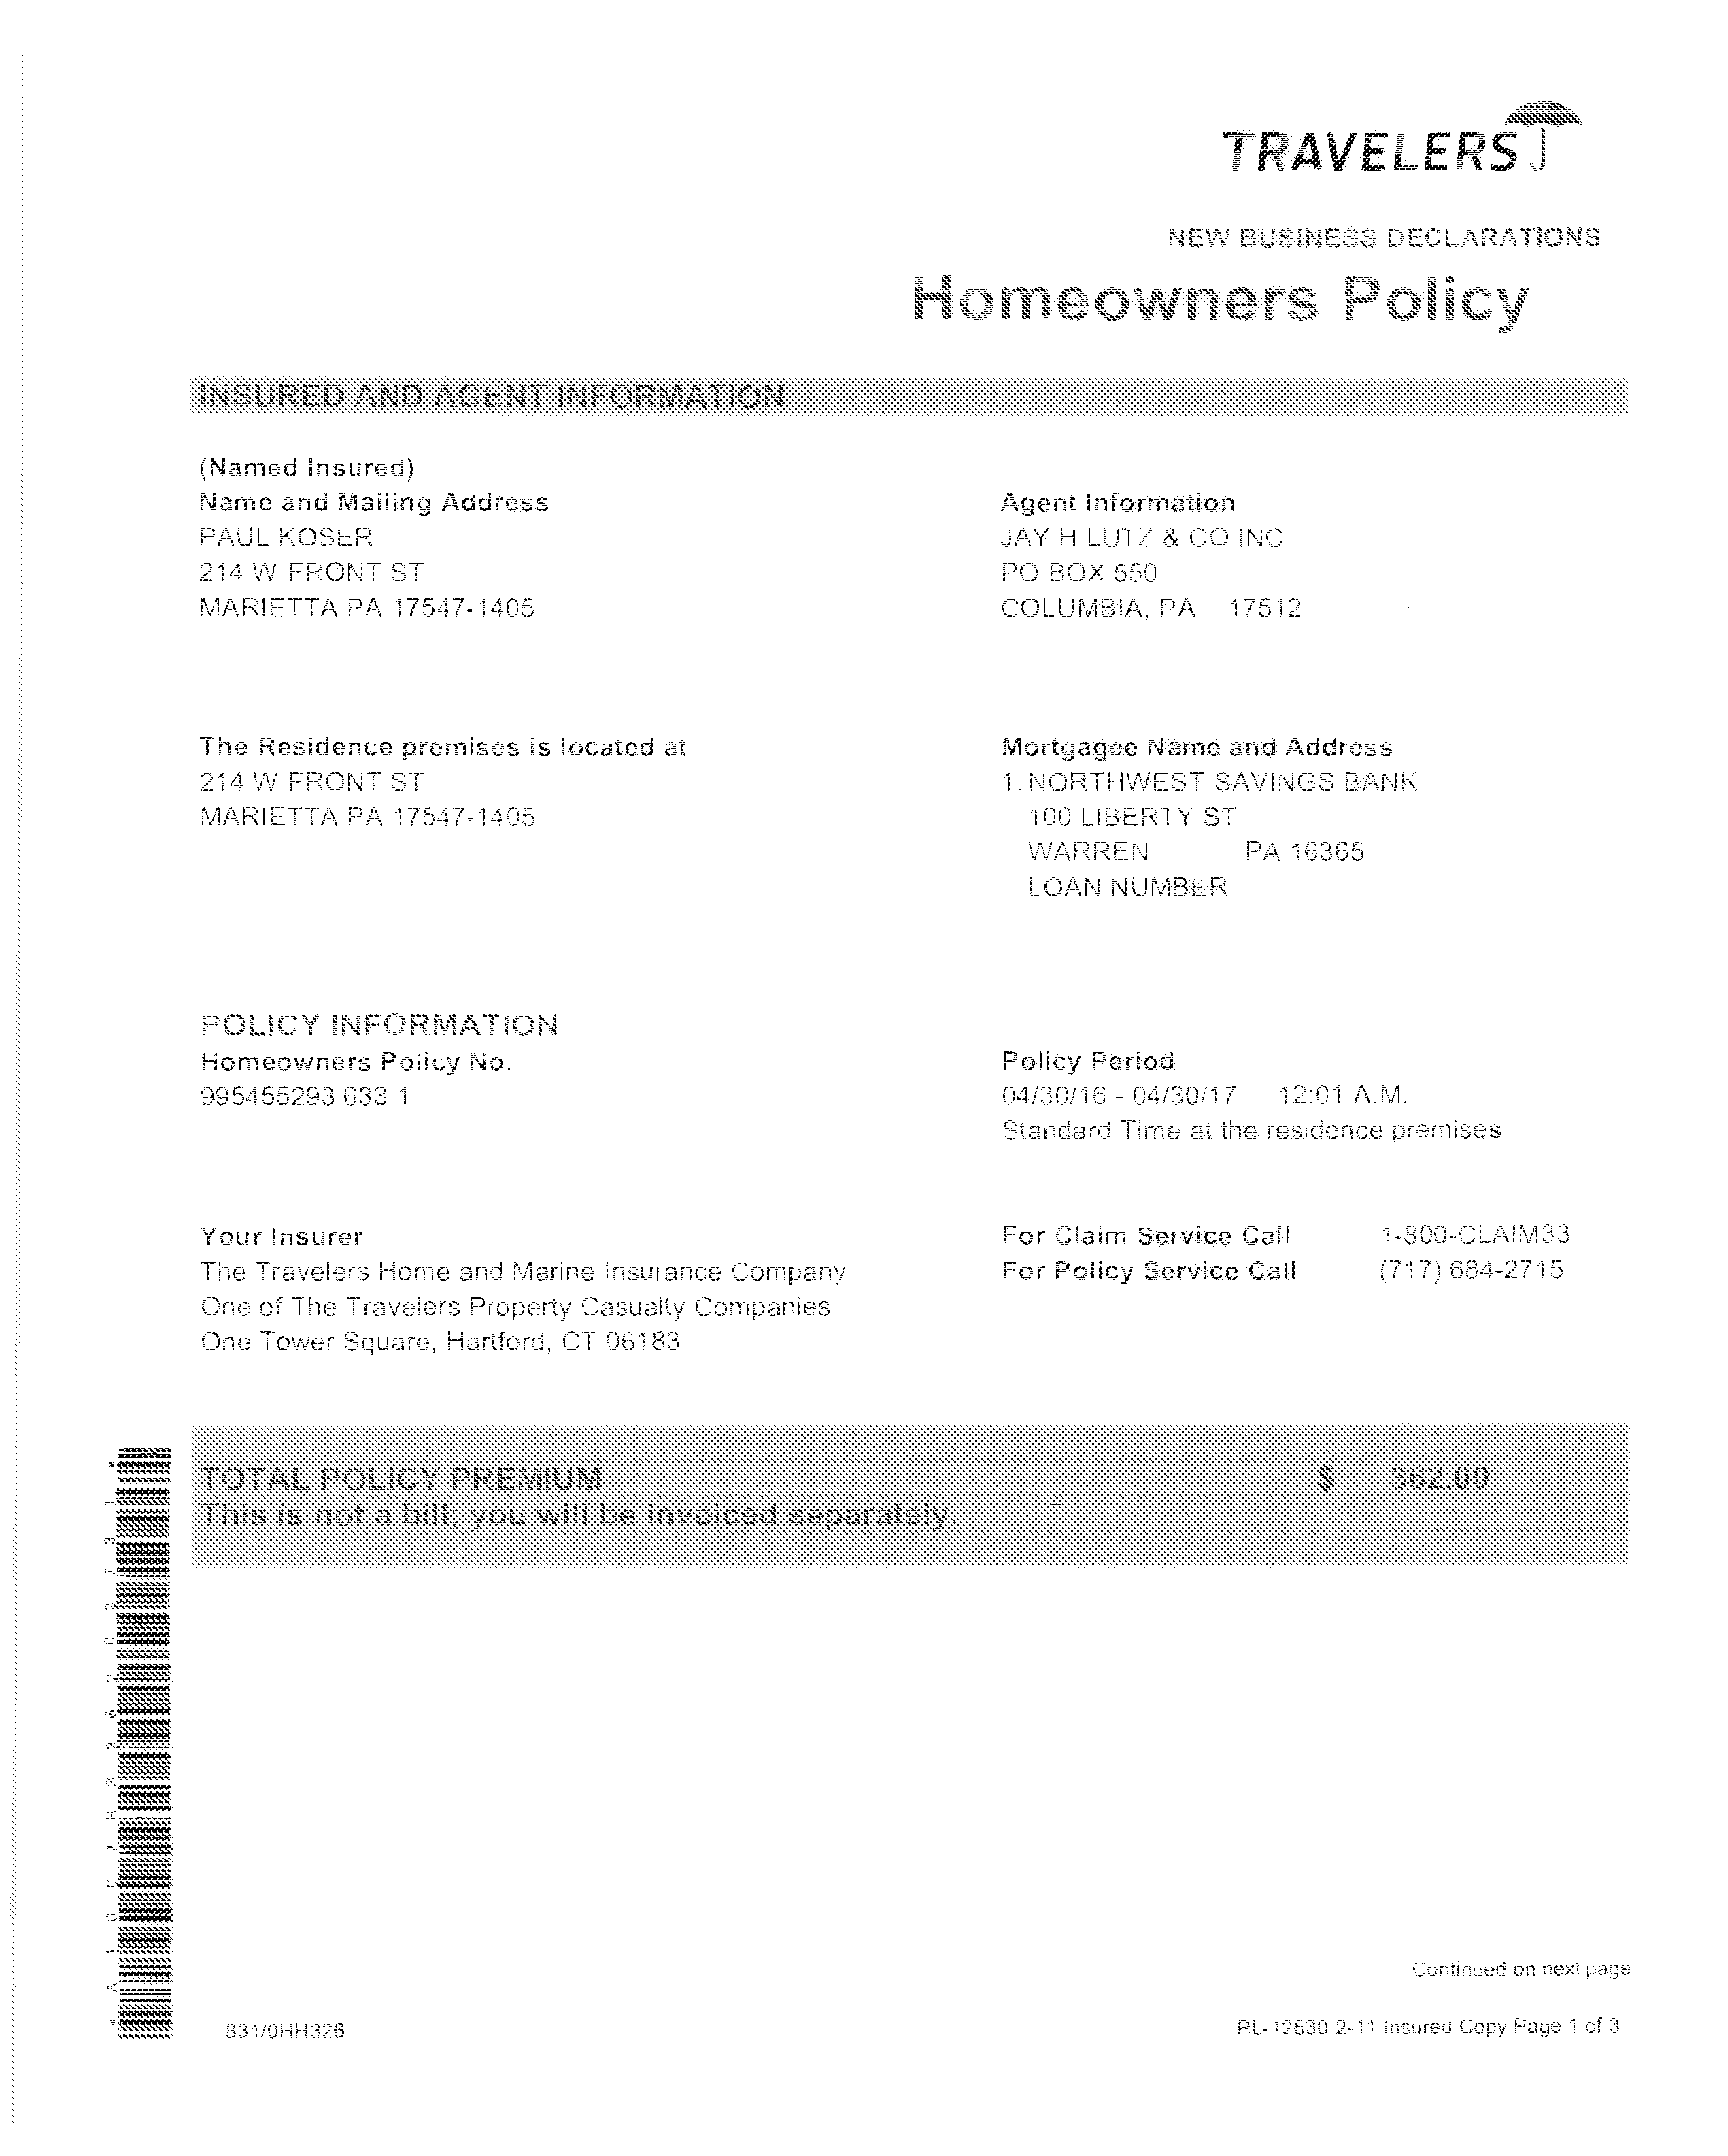 TRAVELERS
NEW BUSINESS DECLARATIONS
Homeowners Policy
INSURED AND AGENT INFORMATION
(Named Insured)
Name and Mailing Address
PAUL KOSER
214 W FRONT ST
MARIETTA PA 17547-1405
Agent Information
JAY H LUTZ & CO INC
PO BOX 550
COLUMBIA, PA 17512
The Residence premises is located at
214 W FRONT ST
MARIETTA PA 17547-1405
Mortgagee Name and Address
1. NORTHWEST SAVINGS BANK
100 LIBERTY ST
WARREN PA 16365
LOAN NUMBER
POLICY INFORMATION
Homeowners Policy No.
995455293 633 1
Policy Period
04/30/16 - 04/30/17 12:01 A.M.
Standard Time at the residence premises
Your Insurer
The Travelers Home and Marine Insurance Company
One of The Travelers Property Casualty Companies
One Tower Square, Hartford, CT 06183
For Claim Service Call 1-800-CLAIM33
For Policy Service Call (717) 684-2715
TOTAL POLICY PREMIUM $
This is not a bill, you will be invoiced separately.
Continued on next page
831/0HH326
PL-12630 2-11 Insured Copy Page 1 of 3